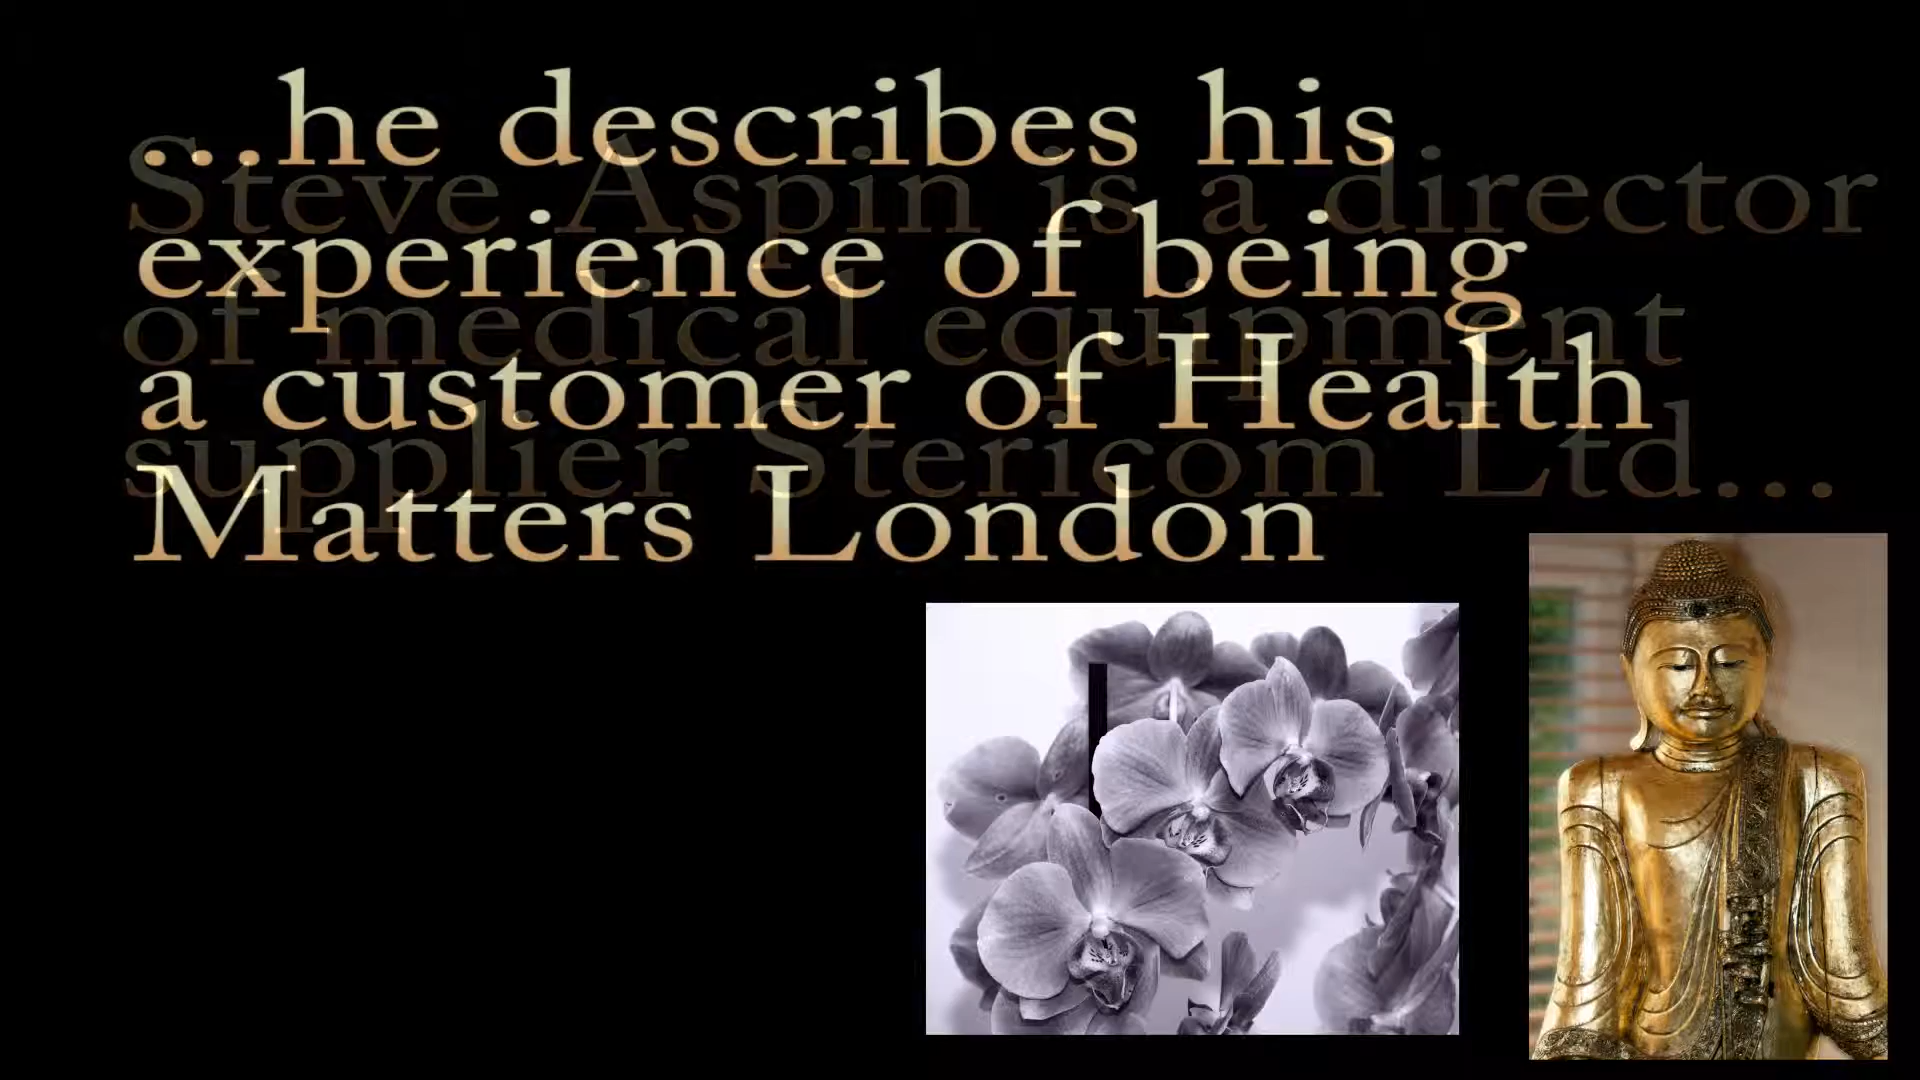 ...he describes his
experience of being
a customer of Health
Matters London
Steve Aspin is a director
of medical equipment
supplier Stericom Ltd...